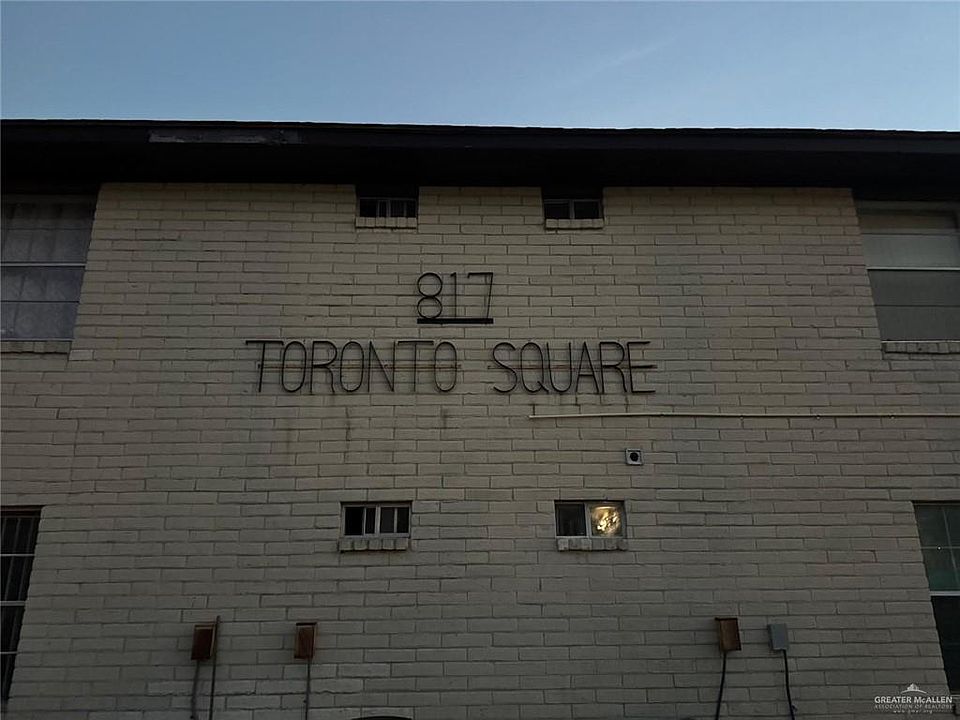 817
TORONTO SQUARE
GREATER McALLEN
ASSOCIATION OF REALTORS